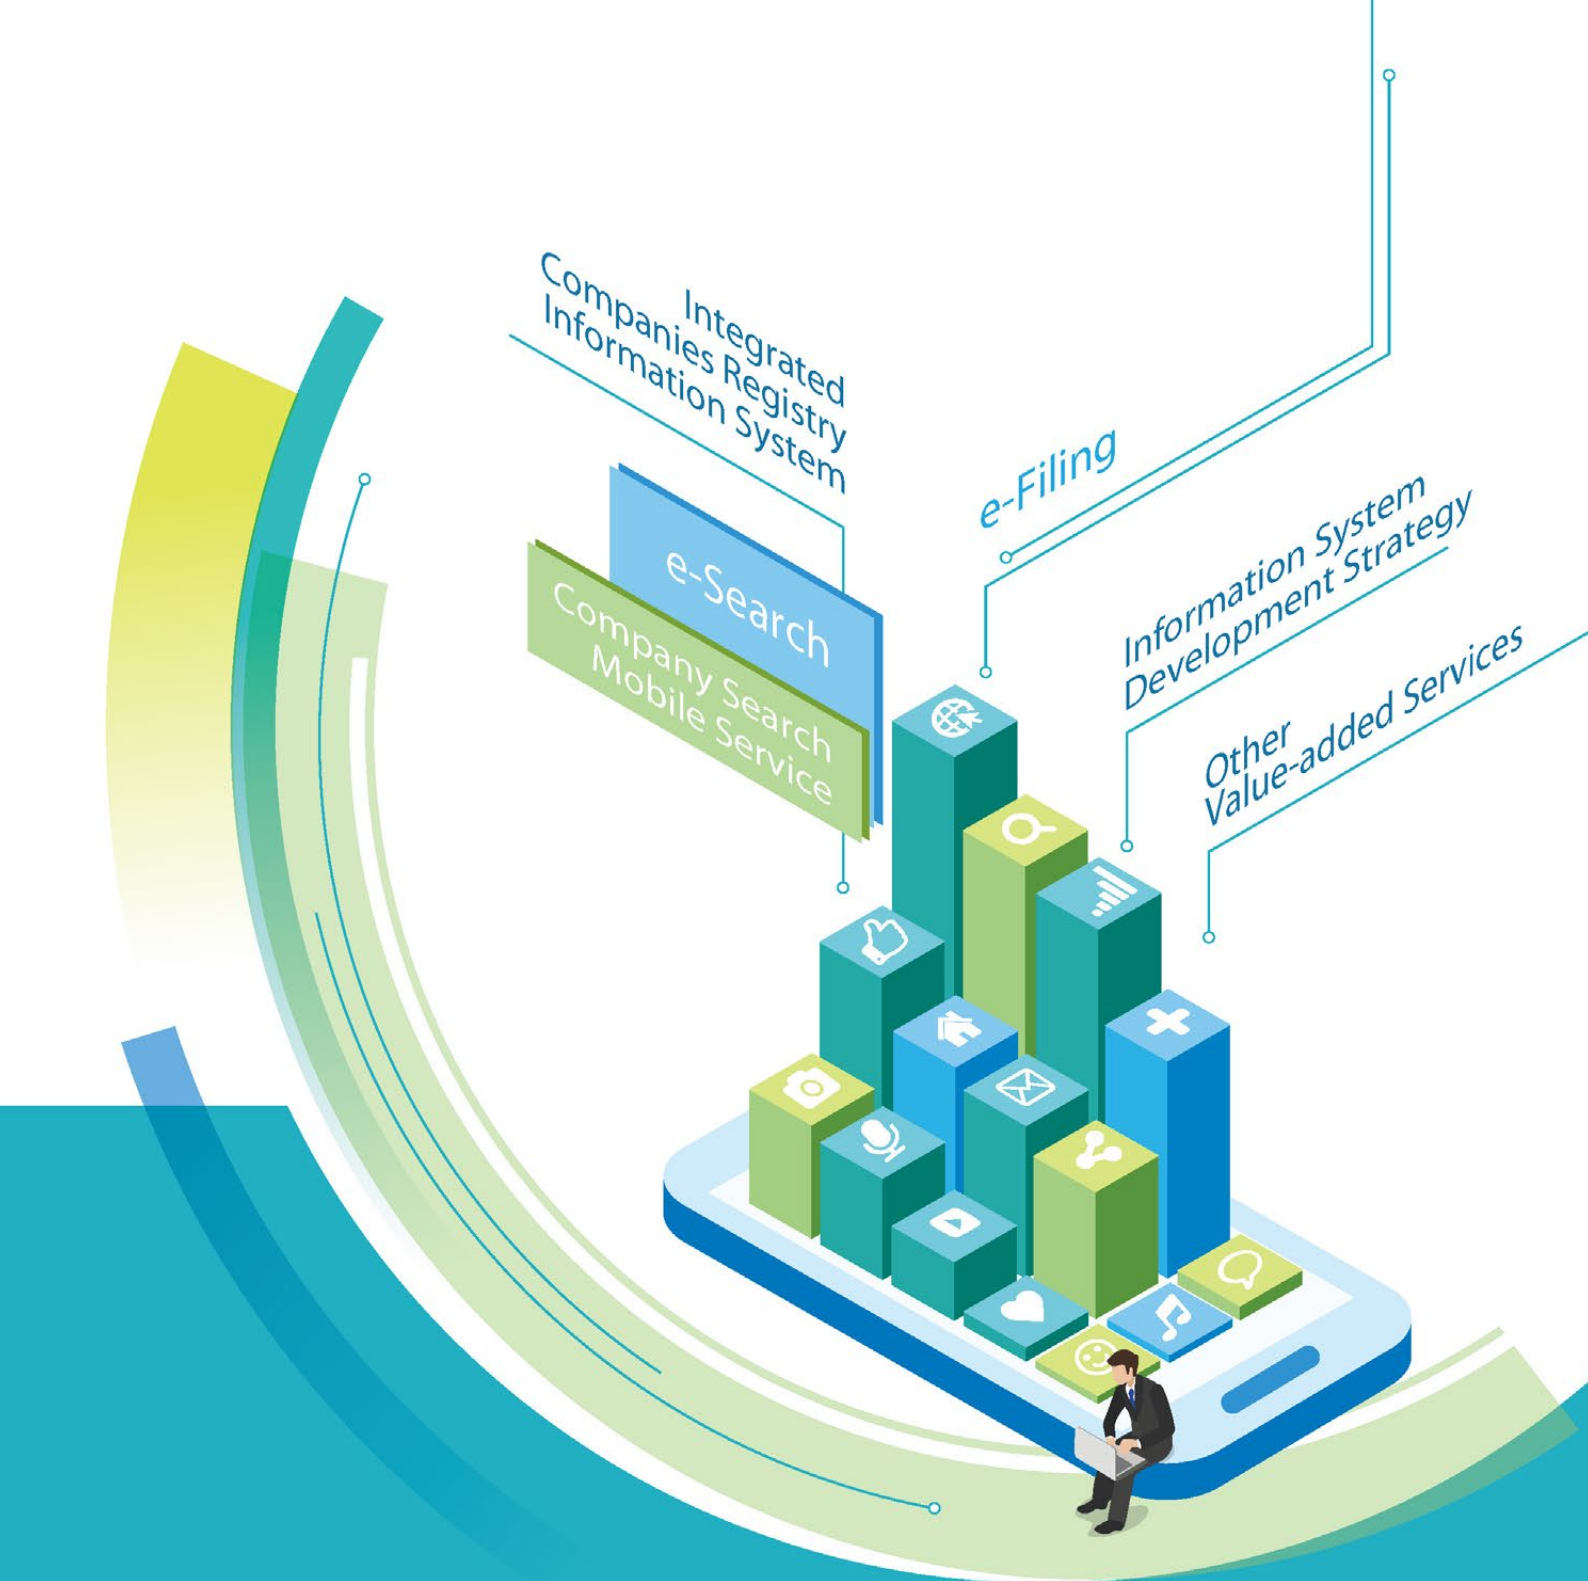 Integrated
Companies Registry
Information System
e-Search
Company Search
Mobile Service
e-Filing
Information System
Development Strategy
Other
Value-added Services